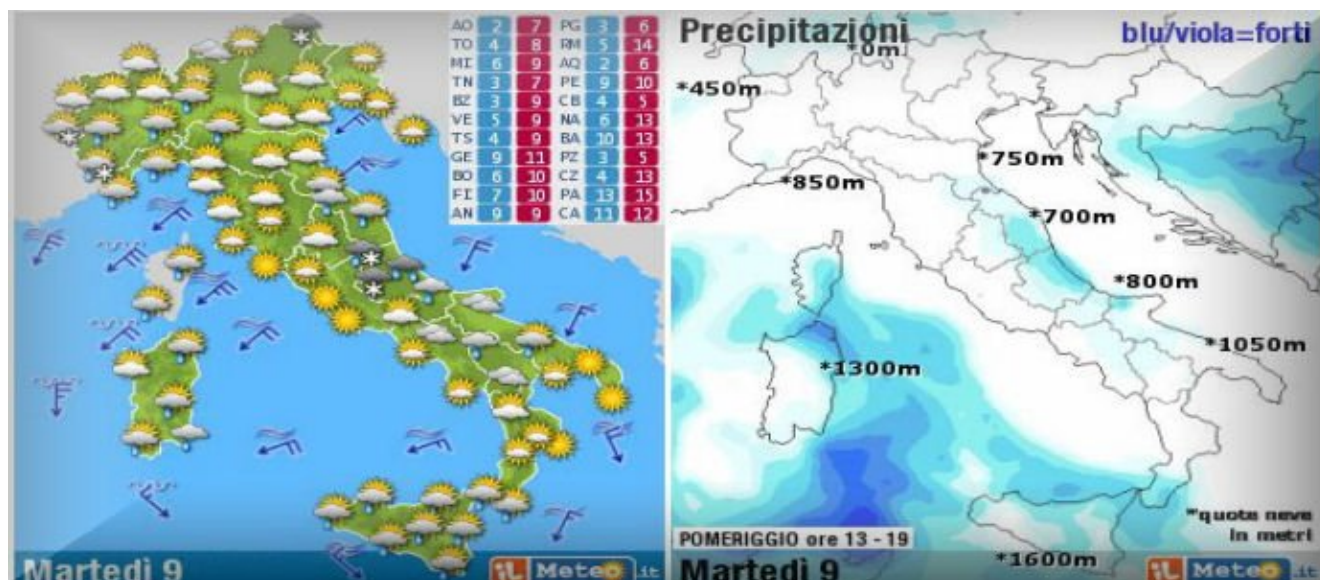 AO 2 7 PG 3 6
TO 4 8 RM 5 14
MI 6 9 AQ 2 6
TN 3 7 PE 9 10
BZ 3 9 CB 4 5
VE 5 9 NA 6 13
TS 4 9 BA 10 13
GE 9 11 PZ 3 5
BO 6 10 CZ 4 13
FI 7 10 PA 13 15
AN 9 9 CA 11 12
Martedì 9
iL Meteo.it
Precipitazioni
blu/viola=forti
*0m
*450m
*750m
*850m
*700m
*800m
*1050m
*1300m
*quote neve
in metri
POMERIGGIO ore 13 - 19
*1600m
Martedì 9
iL Meteo.it